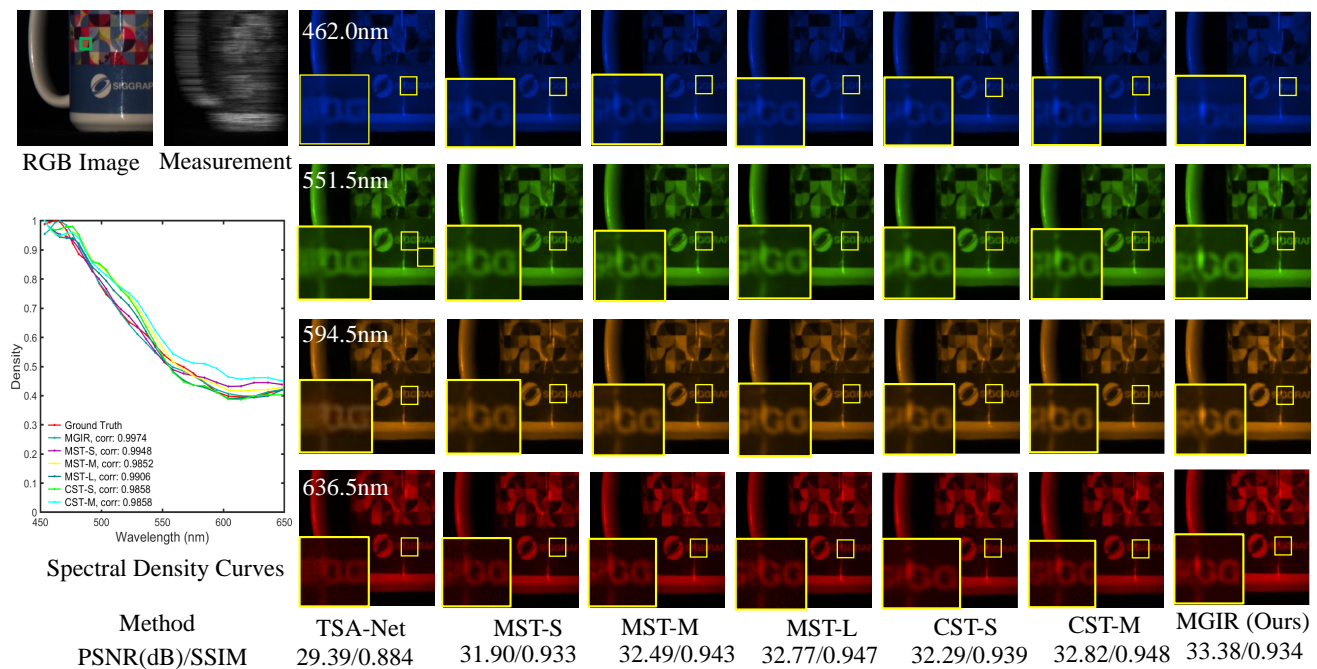 462.0nm
SIGGRAP
RGB Image
Measurement
551.5nm
594.5nm
636.5nm
1
0.9
0.8
0.7
0.6
0.5
0.4
0.3
0.2
0.1
0
Density
Ground Truth
MGIR, corr: 0.9974
MST-S, corr: 0.9948
MST-M, corr: 0.9852
MST-L, corr: 0.9906
CST-S, corr: 0.9858
CST-M, corr: 0.9858
450 500 550 600 650
Wavelength (nm)
Spectral Density Curves
Method TSA-Net MST-S MST-M MST-L CST-S CST-M MGIR (Ours)
PSNR(dB)/SSIM 29.39/0.884 31.90/0.933 32.49/0.943 32.77/0.947 32.29/0.939 32.82/0.948 33.38/0.934